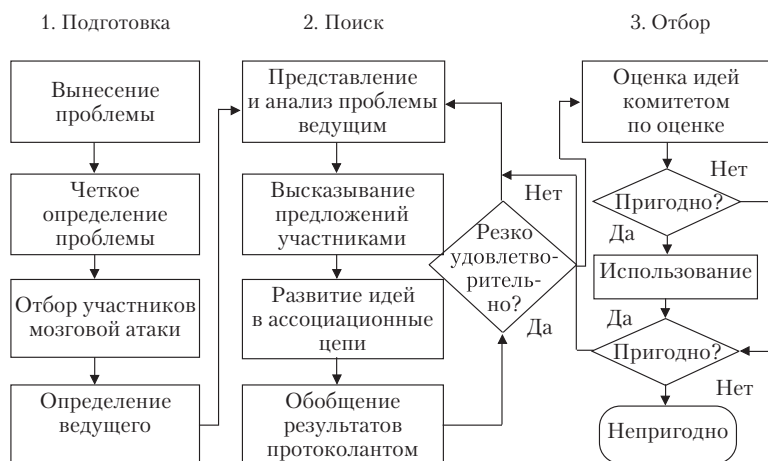 1. Подготовка
Вынесение
проблемы
Четкое
определение
проблемы
Отбор участников
мозговой атаки
Определение
ведущего
2. Поиск
Представление
и анализ проблемы
ведущим
Высказывание
предложений
участниками
Развитие идей
в ассоциационные
цепи
Обобщение
результатов
протоколантом
Нет
Резко
удовлетво-
ритель-
но?
Да
3. Отбор
Оценка идей
комитетом
по оценке
Нет
Пригодно?
Да
Использование
Да
Пригодно?
Нет
Непригодно